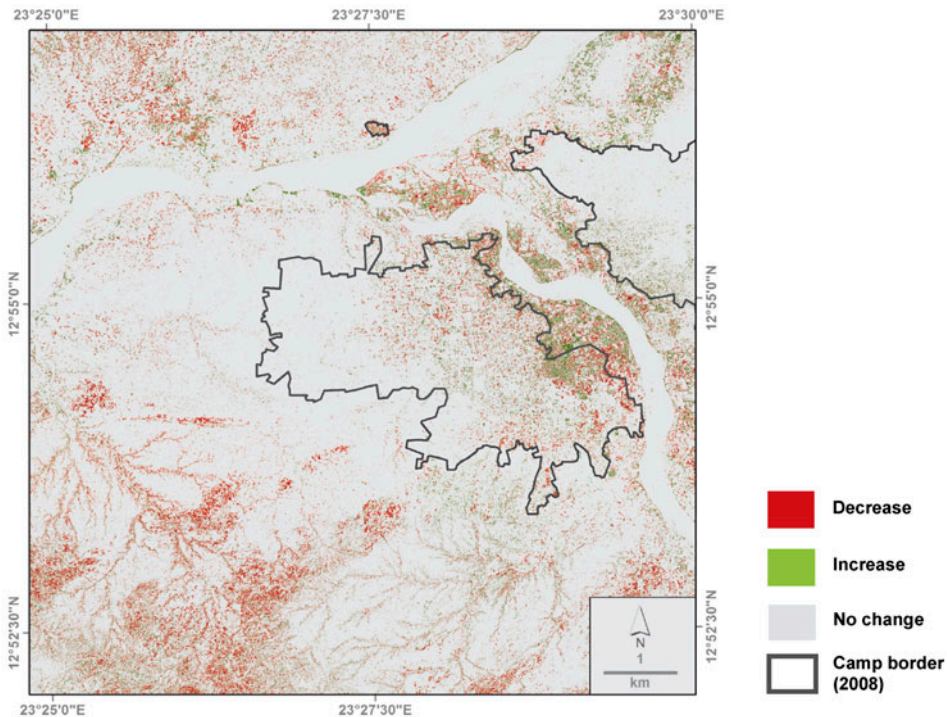 23°25'0"E 23°27'30"E 23°30'0"E
12°55'0"N
12°55'0"N
12°52'30"N
12°52'30"N
N
1
km
23°25'0"E 23°27'30"E
Decrease
Increase
No change
Camp border
(2008)